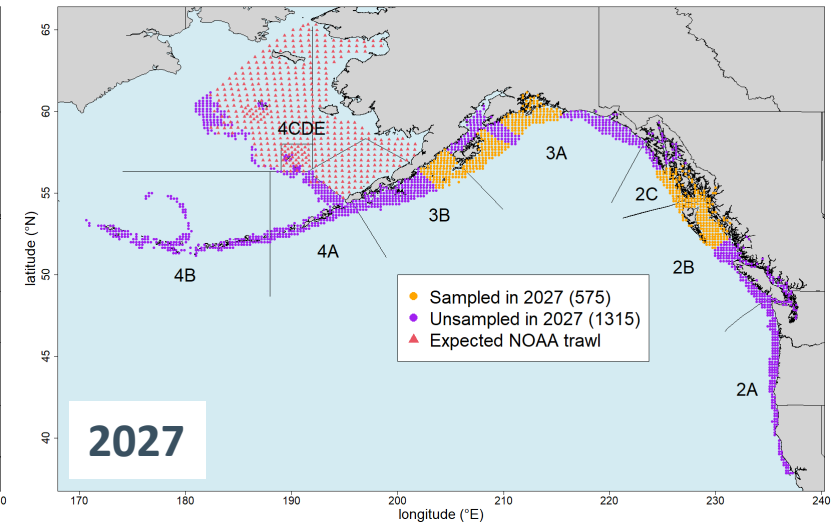 65
60
55
50
45
40
latitude (°N)
4CDE
3A
2C
3B
4A
4B
2B
2A
Sampled in 2027 (575)
Unsampled in 2027 (1315)
Expected NOAA trawl
2027
0
170
180
190
200
210
220
230
240
longitude (°E)